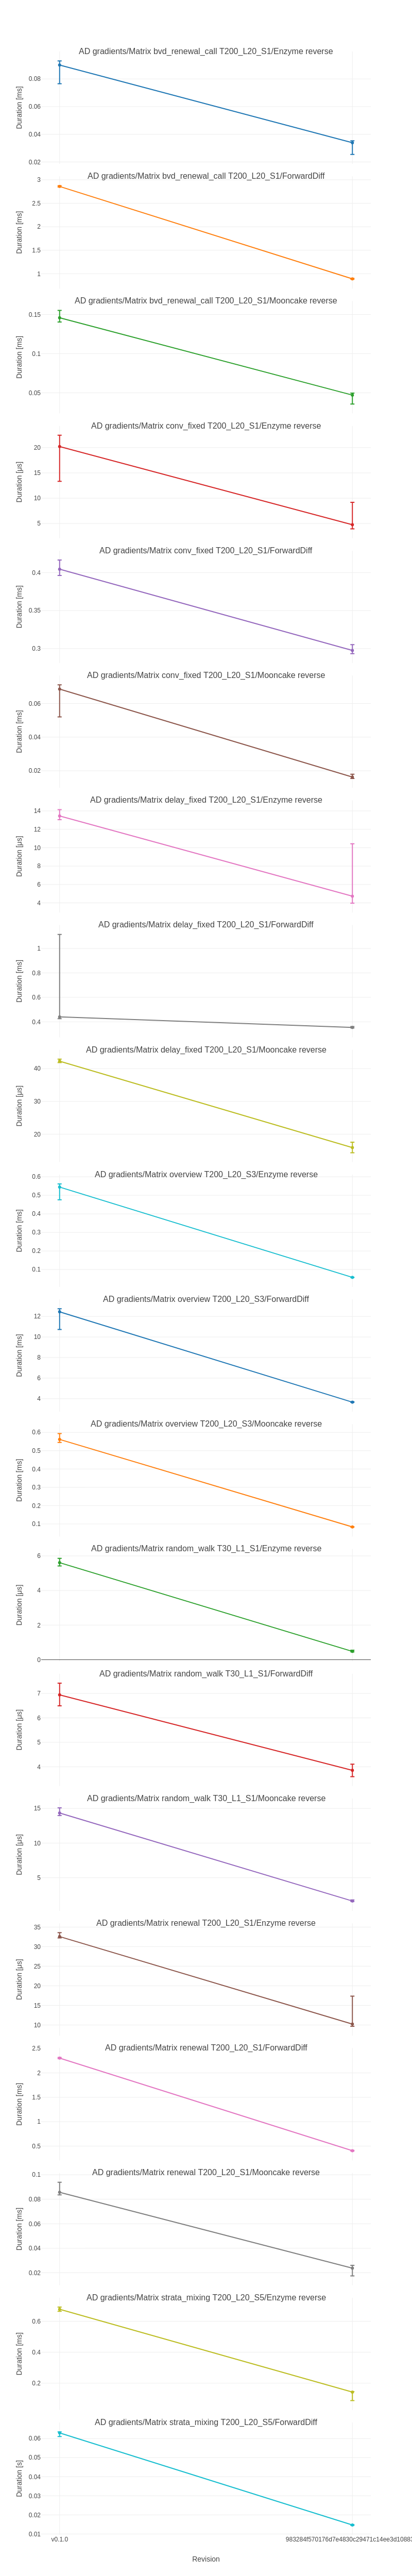 AD gradients/Matrix bvd_renewal_call T200_L20_S1/Enzyme reverse
Duration [ms]
0.08
0.06
0.04
0.02
AD gradients/Matrix bvd_renewal_call T200_L20_S1/ForwardDiff
Duration [ms]
3
2.5
2
1.5
1
AD gradients/Matrix bvd_renewal_call T200_L20_S1/Mooncake reverse
Duration [ms]
0.15
0.1
0.05
AD gradients/Matrix conv_fixed T200_L20_S1/Enzyme reverse
Duration [µs]
20
15
10
5
AD gradients/Matrix conv_fixed T200_L20_S1/ForwardDiff
Duration [ms]
0.4
0.35
0.3
AD gradients/Matrix conv_fixed T200_L20_S1/Mooncake reverse
Duration [ms]
0.06
0.04
0.02
AD gradients/Matrix delay_fixed T200_L20_S1/Enzyme reverse
Duration [µs]
14
12
10
8
6
4
AD gradients/Matrix delay_fixed T200_L20_S1/ForwardDiff
Duration [ms]
1
0.8
0.6
0.4
AD gradients/Matrix delay_fixed T200_L20_S1/Mooncake reverse
Duration [µs]
40
30
20
AD gradients/Matrix overview T200_L20_S3/Enzyme reverse
Duration [ms]
0.6
0.5
0.4
0.3
0.2
0.1
AD gradients/Matrix overview T200_L20_S3/ForwardDiff
Duration [ms]
12
10
8
6
4
AD gradients/Matrix overview T200_L20_S3/Mooncake reverse
Duration [ms]
0.6
0.5
0.4
0.3
0.2
0.1
AD gradients/Matrix random_walk T30_L1_S1/Enzyme reverse
Duration [µs]
6
4
2
0
AD gradients/Matrix random_walk T30_L1_S1/ForwardDiff
Duration [µs]
7
6
5
4
AD gradients/Matrix random_walk T30_L1_S1/Mooncake reverse
Duration [µs]
15
10
5
AD gradients/Matrix renewal T200_L20_S1/Enzyme reverse
Duration [µs]
35
30
25
20
15
10
AD gradients/Matrix renewal T200_L20_S1/ForwardDiff
Duration [ms]
2.5
2
1.5
1
0.5
AD gradients/Matrix renewal T200_L20_S1/Mooncake reverse
Duration [ms]
0.1
0.08
0.06
0.04
0.02
AD gradients/Matrix strata_mixing T200_L20_S5/Enzyme reverse
Duration [ms]
0.6
0.4
0.2
AD gradients/Matrix strata_mixing T200_L20_S5/ForwardDiff
Duration [s]
0.06
0.05
0.04
0.03
0.02
0.01
v0.1.0
983284f570176d7e4830c29471c14ee3d1088
Revision